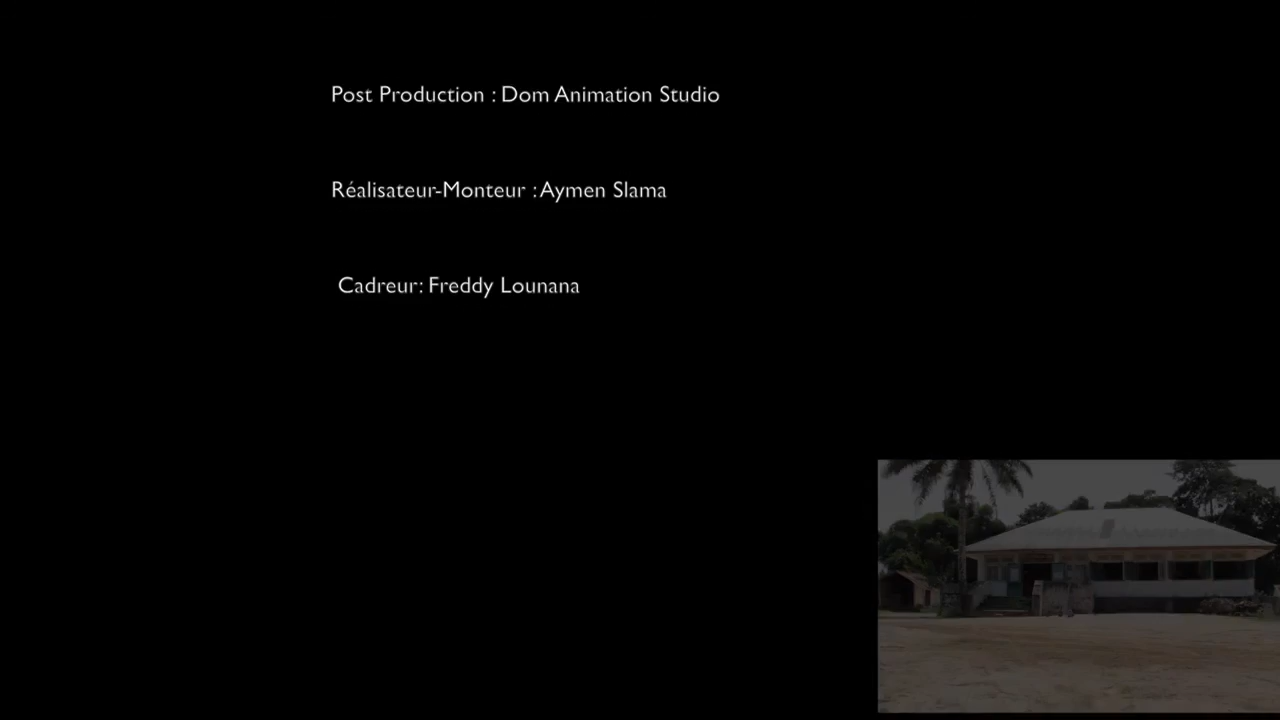 Post Production : Dom Animation Studio
Réalisateur-Monteur : Aymen Slama
Cadreur: Freddy Lounana